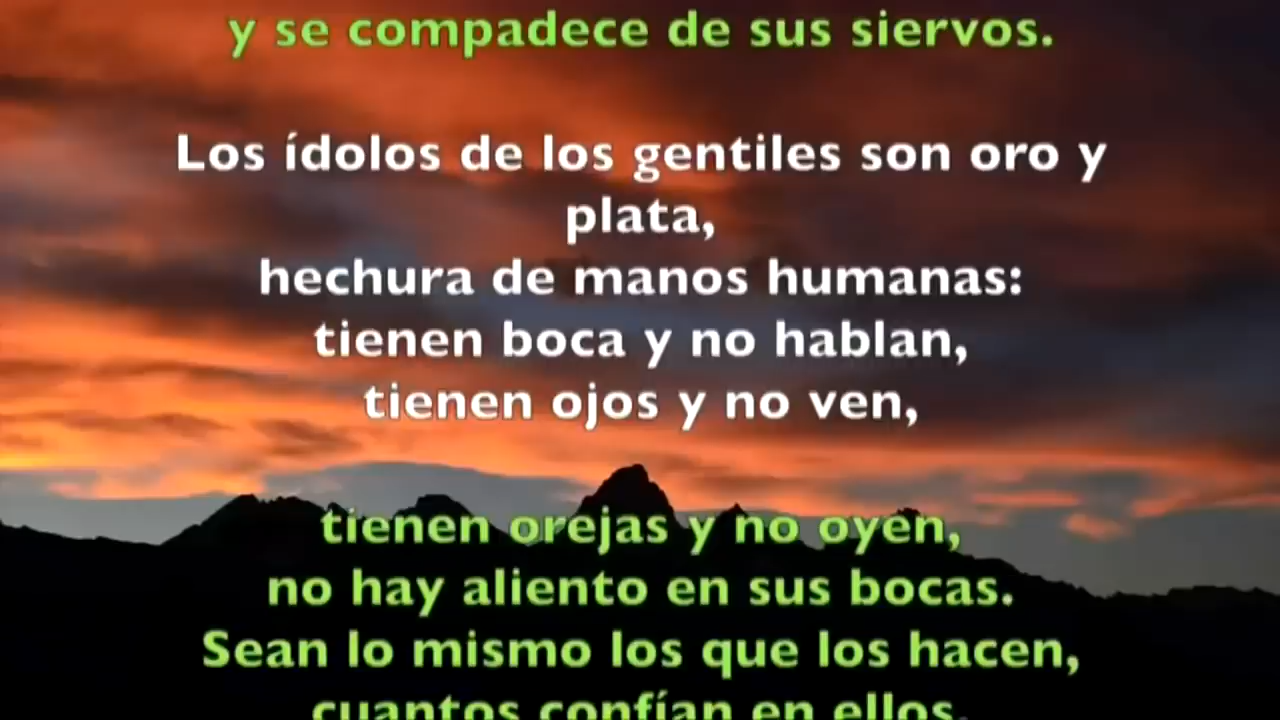 y se compadece de sus siervos.
Los ídolos de los gentiles son oro y
plata,
hechura de manos humanas:
tienen boca y no hablan,
tienen ojos y no ven,
tienen orejas y no oyen,
no hay aliento en sus bocas.
Sean lo mismo los que los hacen,
cuantos confían en ellos.